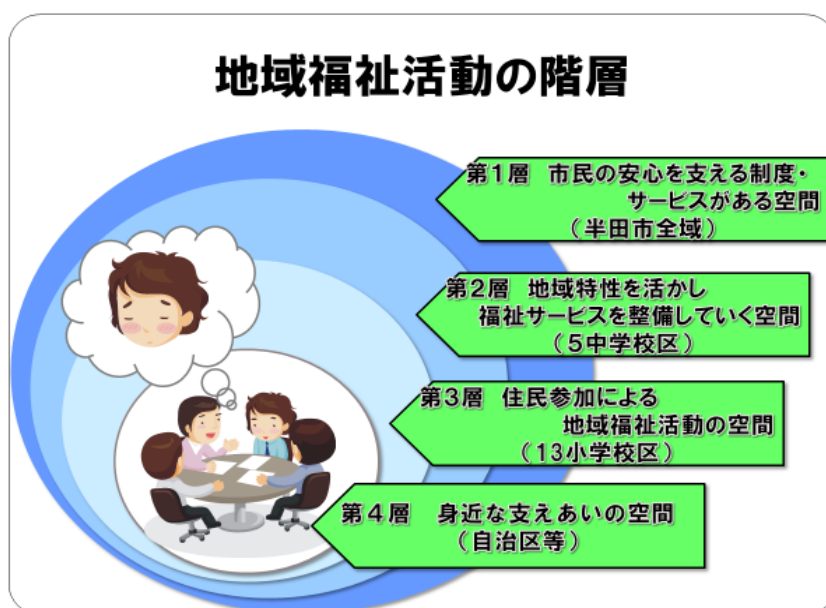 地域福祉活動の階層
第1層 市民の安心を支える制度・
サービスがある空間
（半田市全域）
第2層 地域特性を活かし
福祉サービスを整備していく空間
（5中学校区）
第3層 住民参加による
地域福祉活動の空間
（13小学校区）
第4層 身近な支えあいの空間
（自治区等）